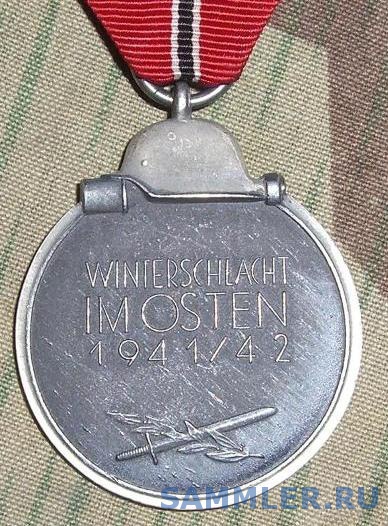 WINTERSCHLACHT
IM OSTEN
1941/42
SAMMLER.RU